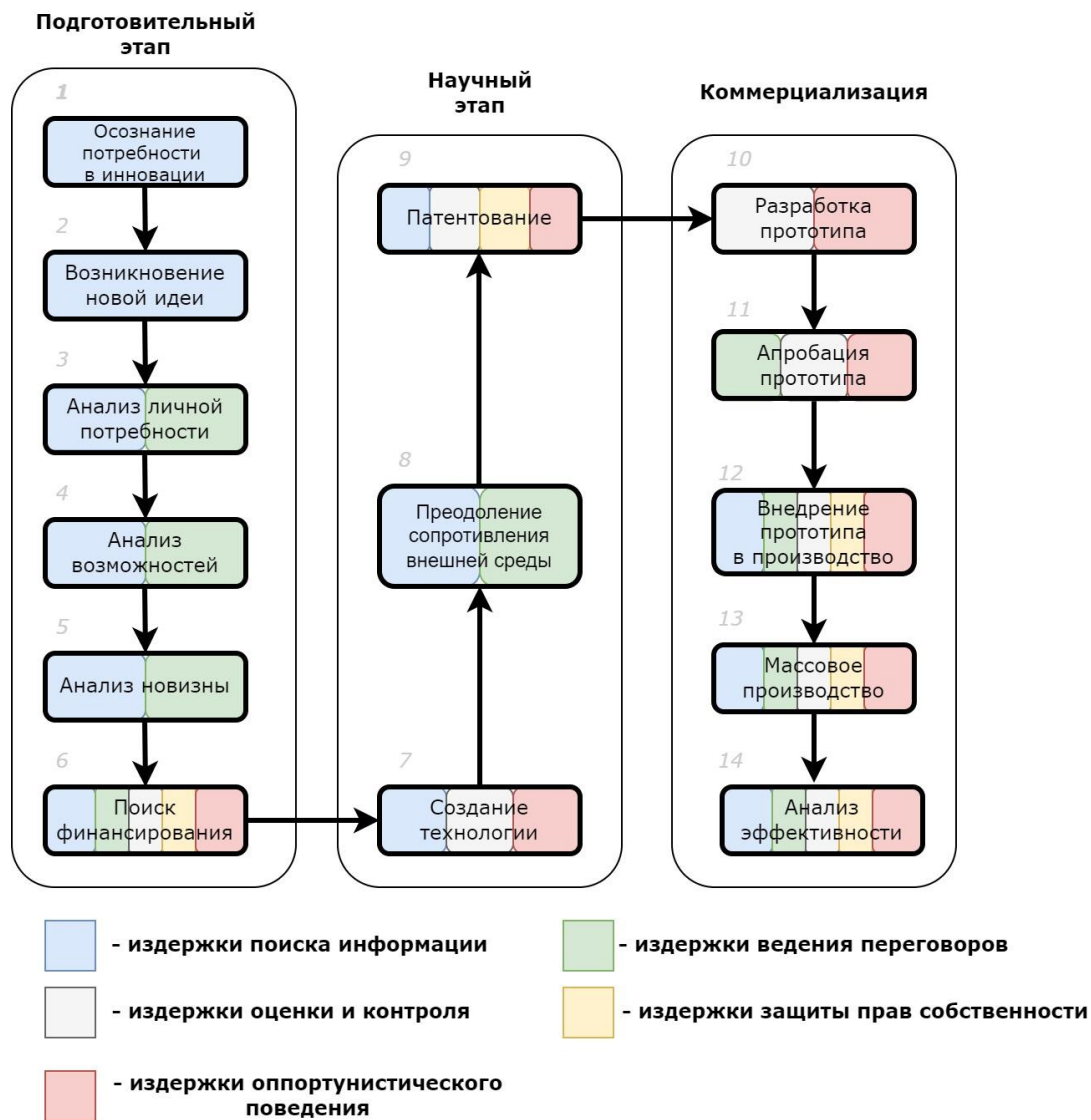 Подготовительный
этап
1
Осознание
потребности
в инновации
2
Возникновение
новой идеи
3
Анализ личной
потребности
4
Анализ
возможностей
5
Анализ новизны
6
Поиск
финансирования
Научный
этап
9
Патентование
8
Преодоление
сопротивления
внешней среды
7
Создание
технологии
Коммерциализация
10
Разработка
прототипа
11
Апробация
прототипа
12
Внедрение
прототипа
в производство
13
Массовое
производство
14
Анализ
эффективности
- издержки поиска информации
- издержки ведения переговоров
- издержки оценки и контроля
- издержки защиты прав собственности
- издержки оппортунистического
поведения